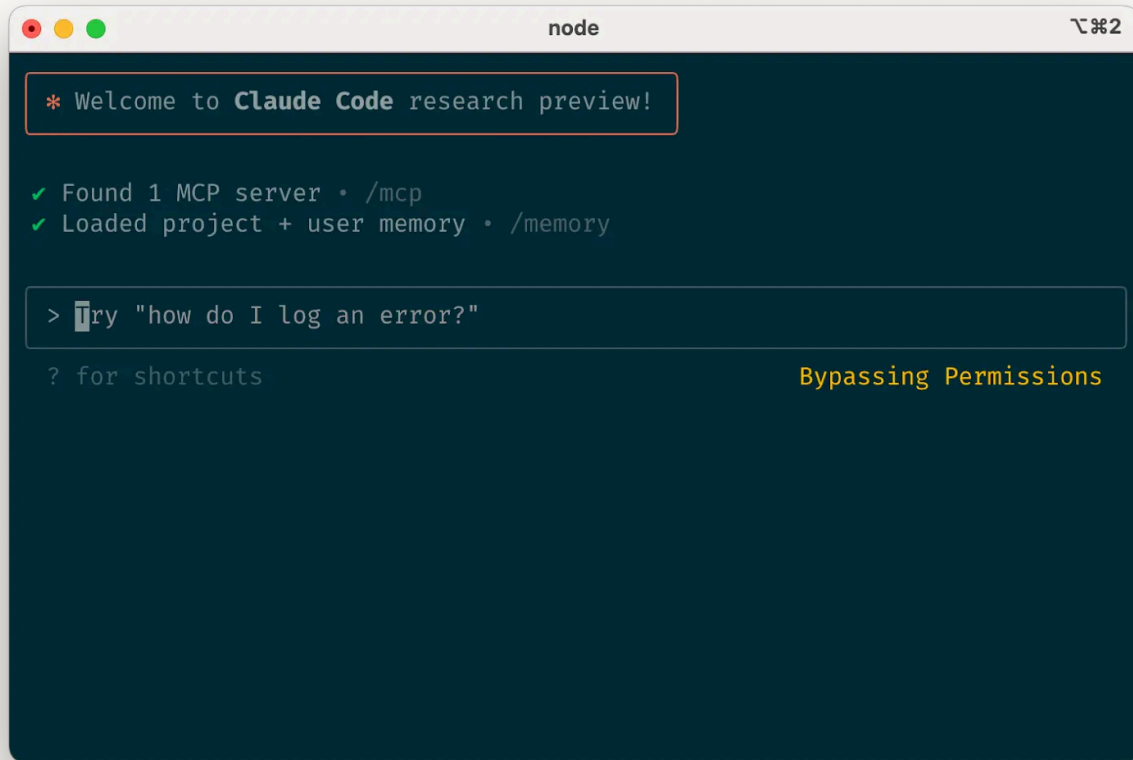 node
⌥⌘2
* Welcome to Claude Code research preview!
✔ Found 1 MCP server • /mcp
✔ Loaded project + user memory • /memory
> Try "how do I log an error?"
? for shortcuts
Bypassing Permissions